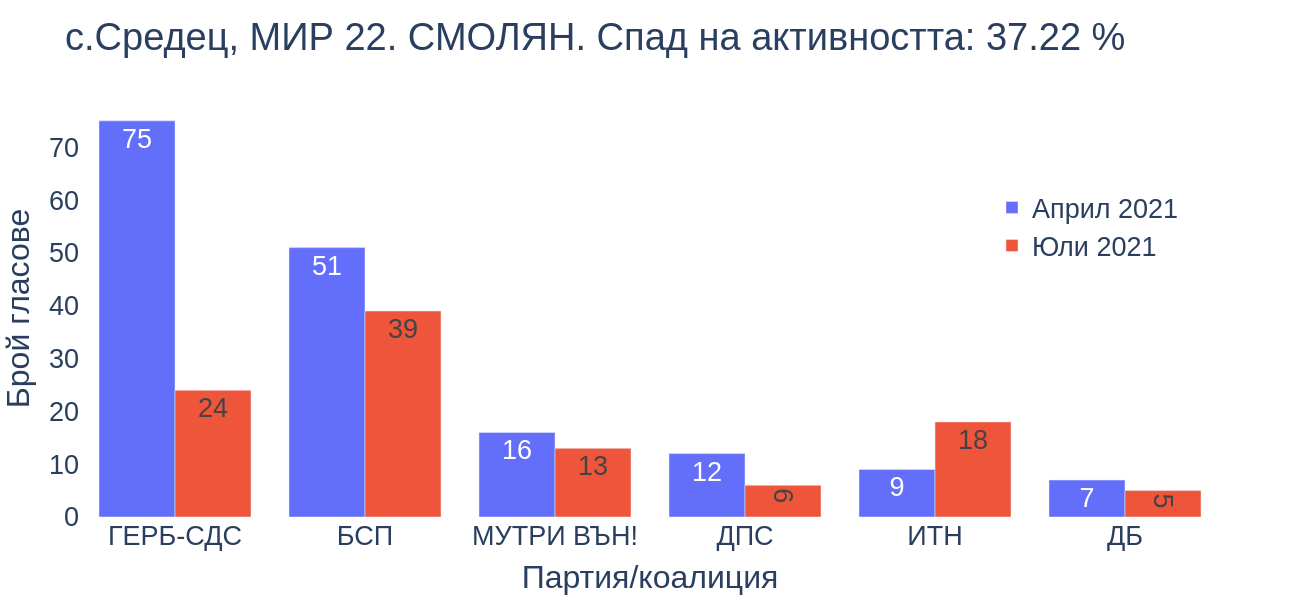 с.Средец, МИР 22. СМОЛЯН. Спад на активността: 37.22 %
Брой гласове
70
60
50
40
30
20
10
0
75
24
51
39
16
13
12
6
9
18
7
5
Април 2021
Юли 2021
ГЕРБ-СДС
БСП
МУТРИ ВЪН!
ДПС
ИТН
ДБ
Партия/коалиция